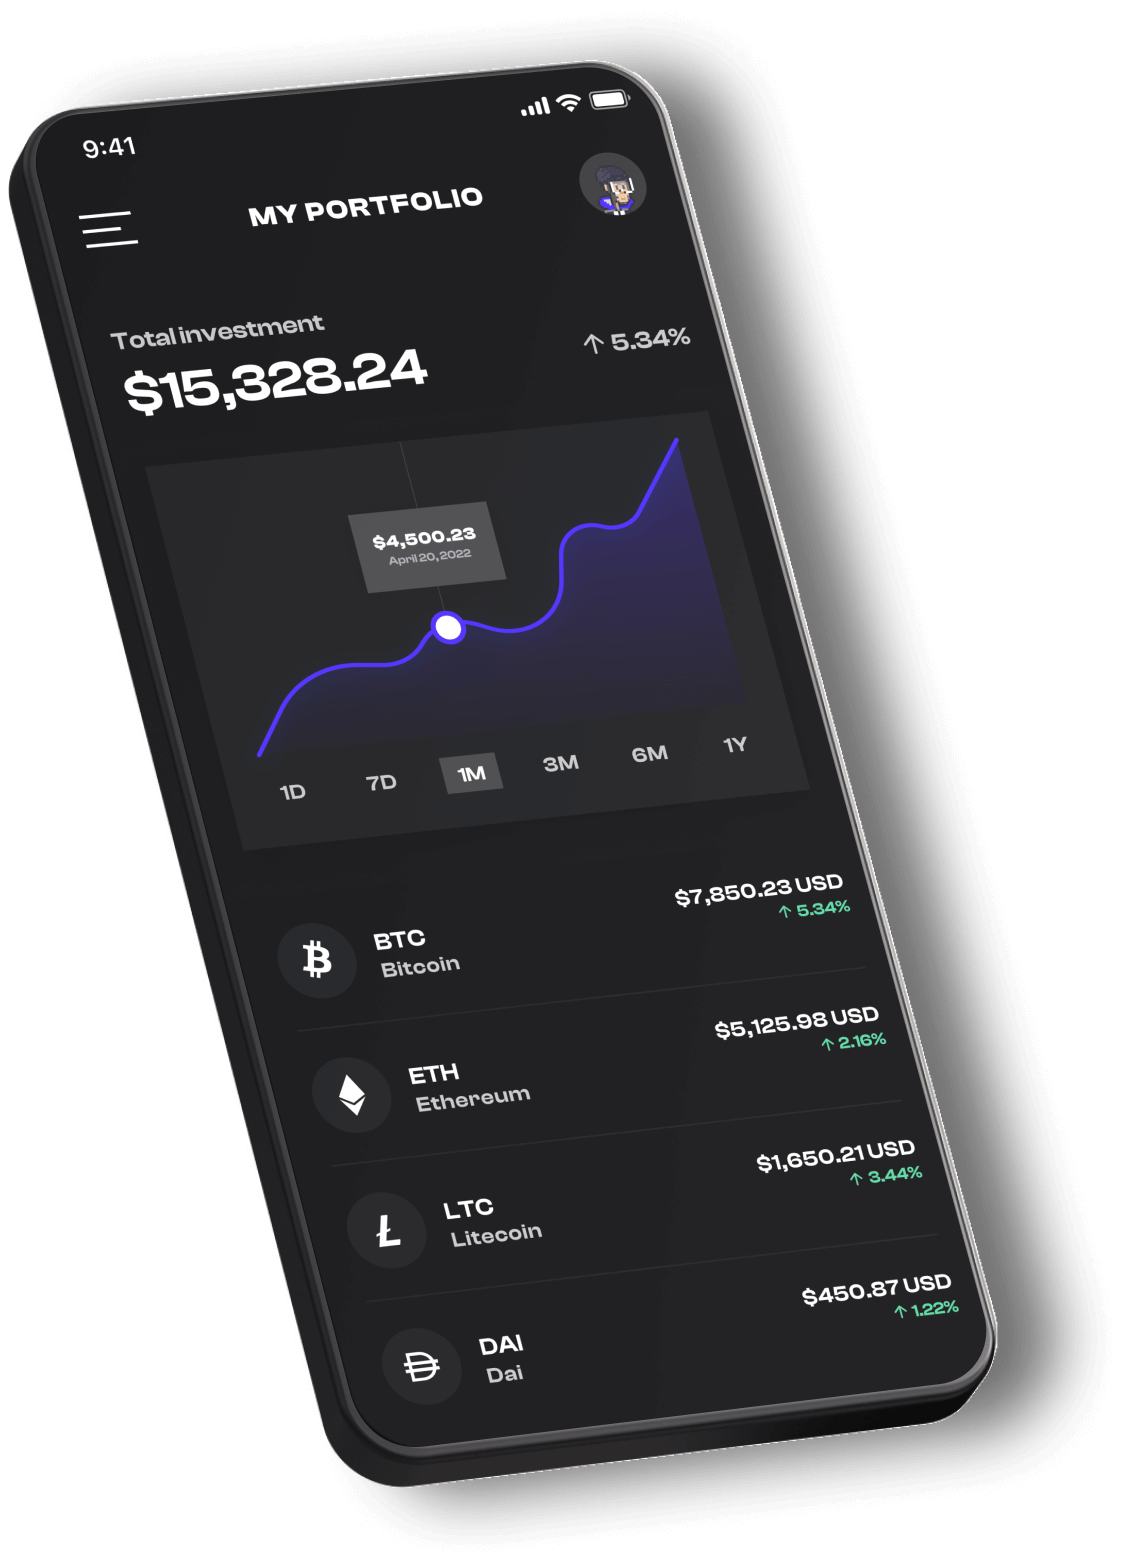 9:41
MY PORTFOLIO
Total investment
$15,328.24
↑ 5.34%
$4,500.23
April 20, 2022
1D 7D 1M 3M 6M 1Y
BTC
Bitcoin
$7,850.23 USD
↑ 5.34%
ETH
Ethereum
$5,125.98 USD
↑ 2.16%
LTC
Litecoin
$1,650.21 USD
↑ 3.44%
DAI
Dai
$450.87 USD
↑ 1.22%